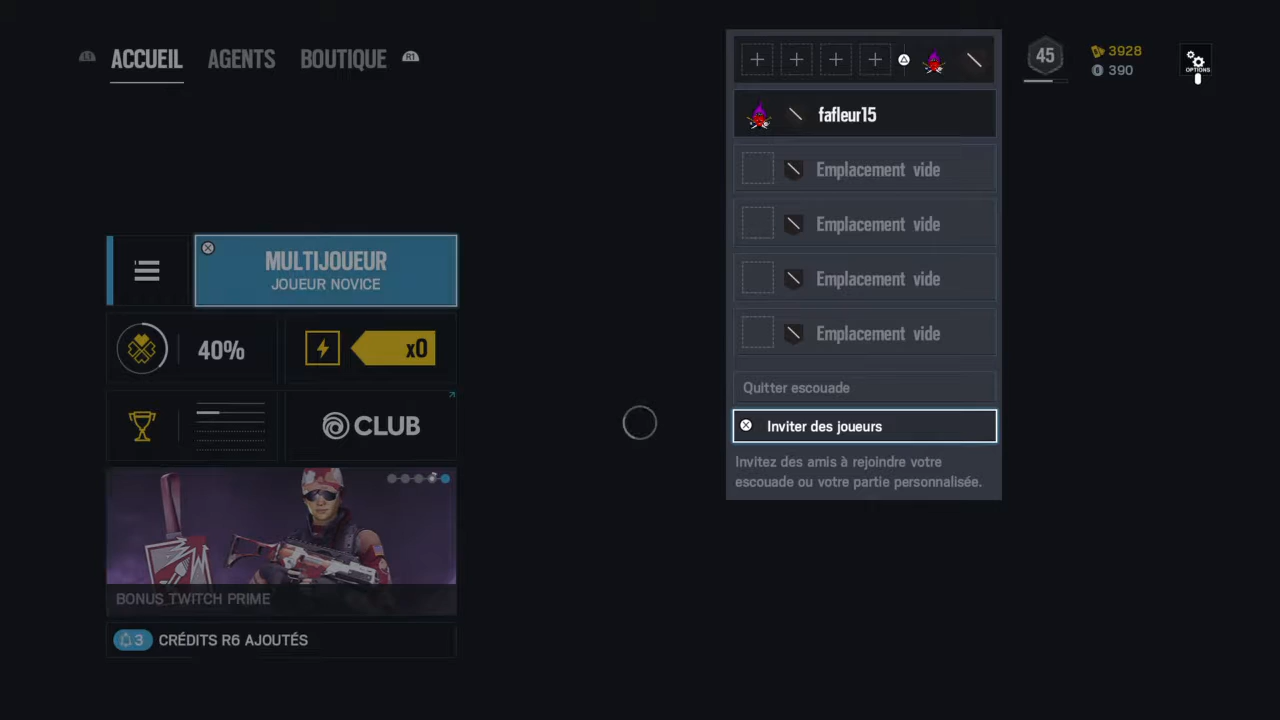 L1 ACCUEIL AGENTS BOUTIQUE R1
45
3928
390
OPTIONS
fafleur15
Emplacement vide
Emplacement vide
Emplacement vide
Emplacement vide
Quitter escouade
Inviter des joueurs
Invitez des amis à rejoindre votre
escouade ou votre partie personnalisée.
MULTIJOUEUR
JOUEUR NOVICE
40%
x0
CLUB
BONUS TWITCH PRIME
3 CRÉDITS R6 AJOUTÉS